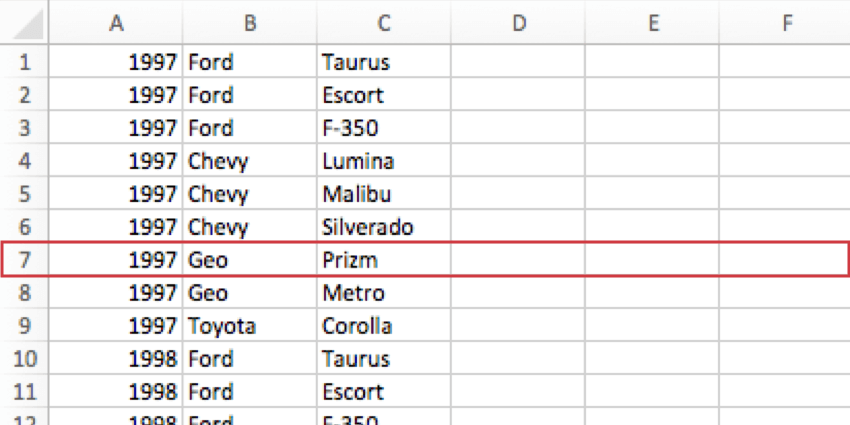 A B C D E F
1 1997 Ford Taurus
2 1997 Ford Escort
3 1997 Ford F-350
4 1997 Chevy Lumina
5 1997 Chevy Malibu
6 1997 Chevy Silverado
7 1997 Geo Prizm
8 1997 Geo Metro
9 1997 Toyota Corolla
10 1998 Ford Taurus
11 1998 Ford Escort
12 1998 Ford F-350